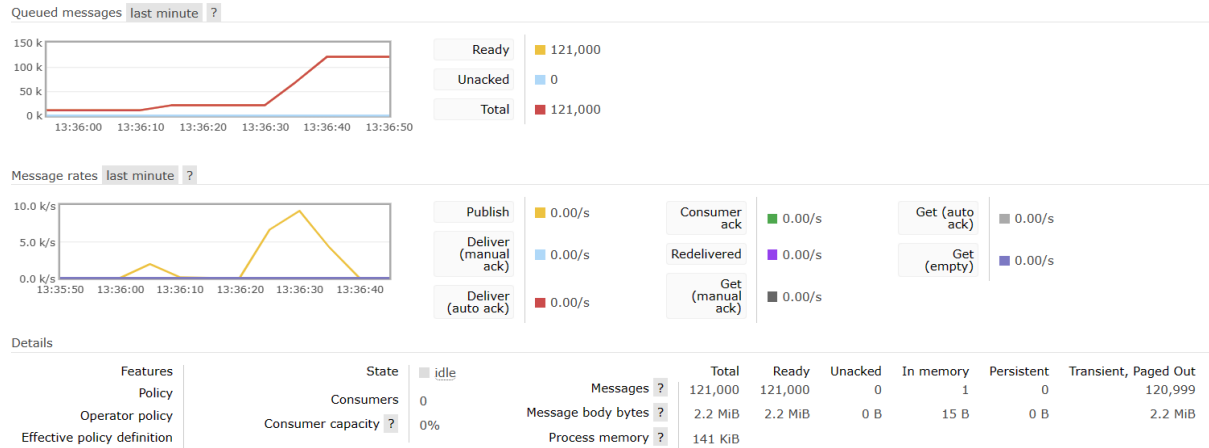 Queued messages last minute ?
150 k
100 k
50 k
0 k
13:36:00 13:36:10 13:36:20 13:36:30 13:36:40 13:36:50
Ready 121,000
Unacked 0
Total 121,000
Message rates last minute ?
10.0 k/s
5.0 k/s
0.0 k/s
13:35:50 13:36:00 13:36:10 13:36:20 13:36:30 13:36:40
Publish 0.00/s
Deliver
(manual
ack)
0.00/s
Deliver
(auto ack)
0.00/s
Consumer
ack
0.00/s
Redelivered 0.00/s
Get
(manual
ack)
0.00/s
Get (auto
ack)
0.00/s
Get
(empty)
0.00/s
Details
Features
Policy
Operator policy
Effective policy definition
State idle
Consumers 0
Consumer capacity ? 0%
Total Ready Unacked In memory Persistent Transient, Paged Out
Messages ? 121,000 121,000 0 1 0 120,999
Message body bytes ? 2.2 MiB 2.2 MiB 0 B 15 B 0 B 2.2 MiB
Process memory ? 141 KiB